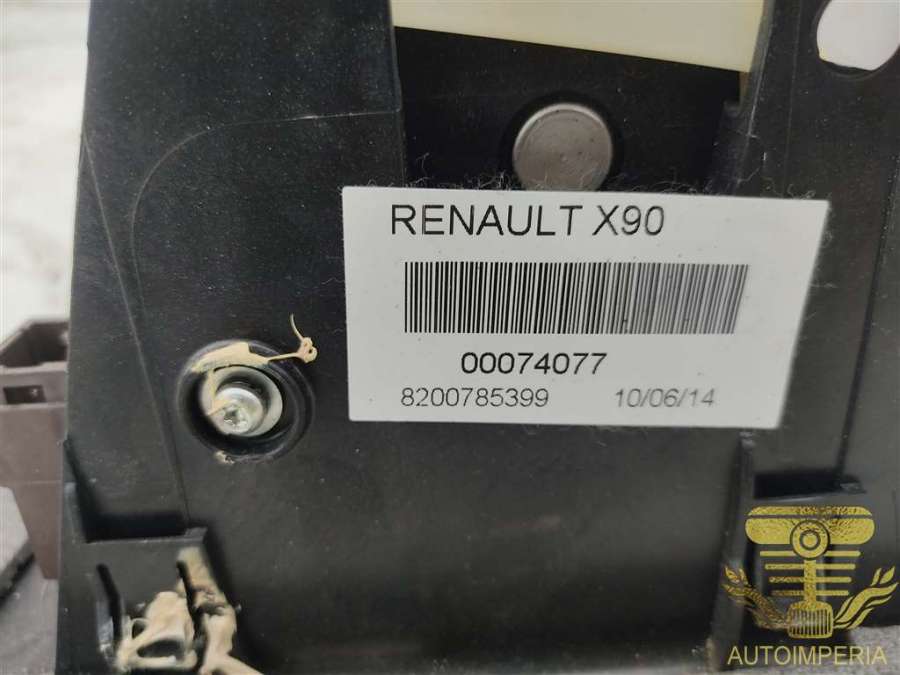 RENAULT X90
00074077
8200785399 10/06/14
AUTOIMPERIA